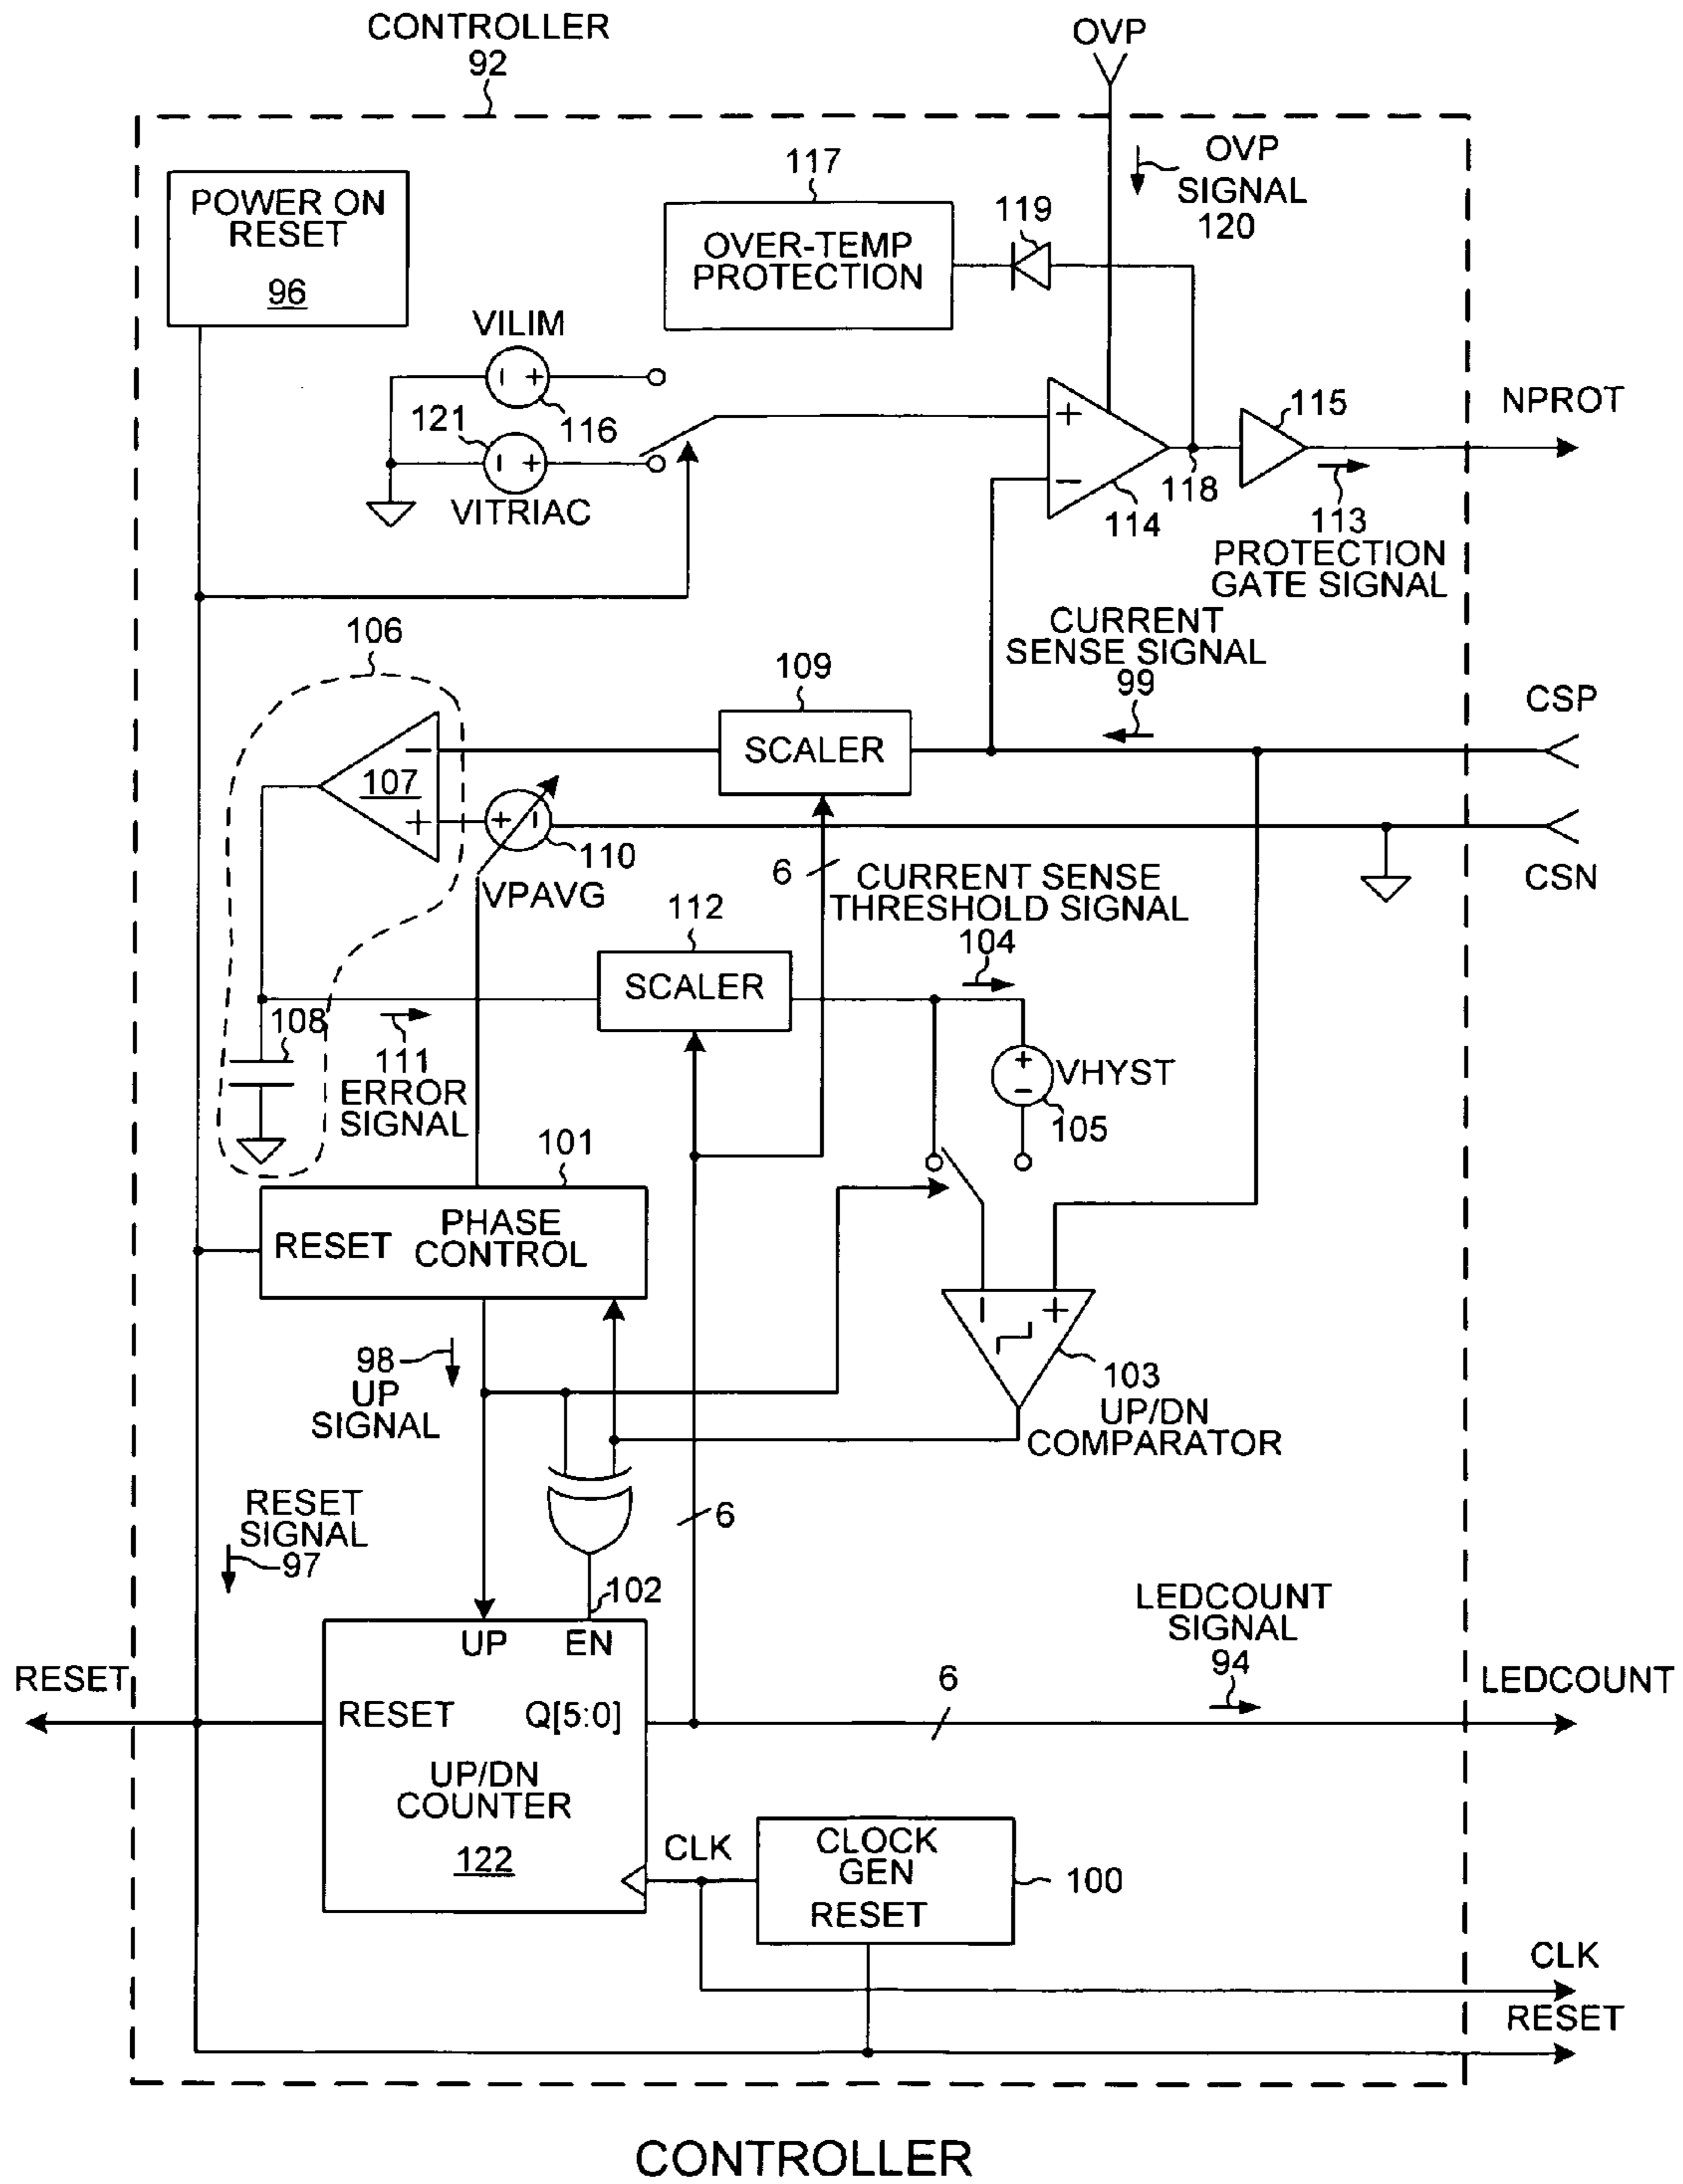 CONTROLLER
92
OVP
OVP
SIGNAL
120
POWER ON
RESET
96
117
OVER-TEMP
PROTECTION
119
VILIM
116
121
VITRIAC
+
−
114
118
115
NPROT
113
PROTECTION
GATE SIGNAL
CURRENT
SENSE SIGNAL
99
106
109
SCALER
CSP
107
−
+
+ −
110
VPAVG
6
CSN
CURRENT SENSE
THRESHOLD SIGNAL
104
112
SCALER
108
111
ERROR
SIGNAL
+
−
VHYST
105
101
RESET
PHASE
CONTROL
− +
103
UP/DN
COMPARATOR
98
UP
SIGNAL
6
RESET
SIGNAL
97
102
UP EN
RESET
Q[5:0]
UP/DN
COUNTER
122
RESET
6
LEDCOUNT
SIGNAL
94
LEDCOUNT
CLK
CLOCK
GEN
RESET
100
CLK
RESET
CONTROLLER